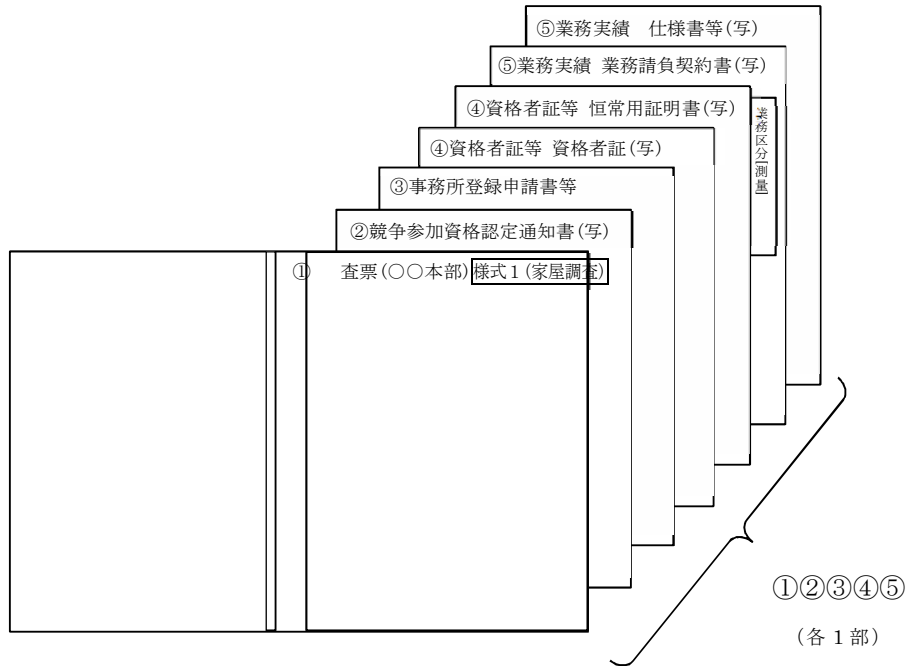 ⑤業務実績　仕様書等(写)
⑤業務実績 業務請負契約書(写)
④資格者証等 恒常用証明書(写)
業務区分[測量]
④資格者証等 資格者証(写)
③事務所登録申請書等
②競争参加資格認定通知書(写)
①　査票(○○本部)様式１(家屋調査)
①②③④⑤
(各１部)